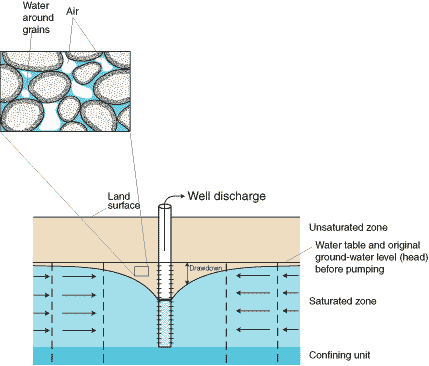 Water
around
grains
Air
Well discharge
Land
surface
Unsaturated zone
Water table and original
ground-water level (head)
before pumping
Drawdown
Saturated zone
Confining unit